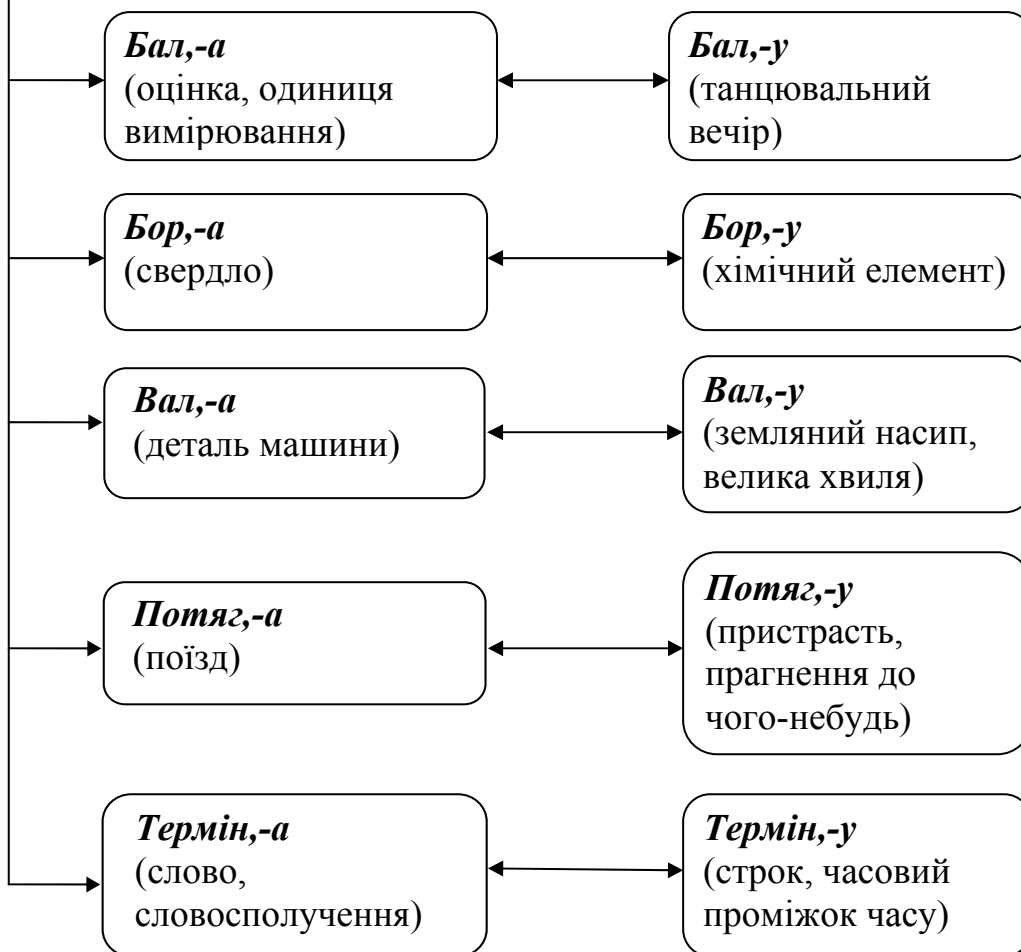 Бал,-а
(оцінка, одиниця
вимірювання)
Бал,-у
(танцювальний
вечір)
Бор,-а
(свердло)
Бор,-у
(хімічний елемент)
Вал,-а
(деталь машини)
Вал,-у
(земляний насип,
велика хвиля)
Потяг,-а
(поїзд)
Потяг,-у
(пристрасть,
прагнення до
чого-небудь)
Термін,-а
(слово,
словосполучення)
Термін,-у
(строк, часовий
проміжок часу)